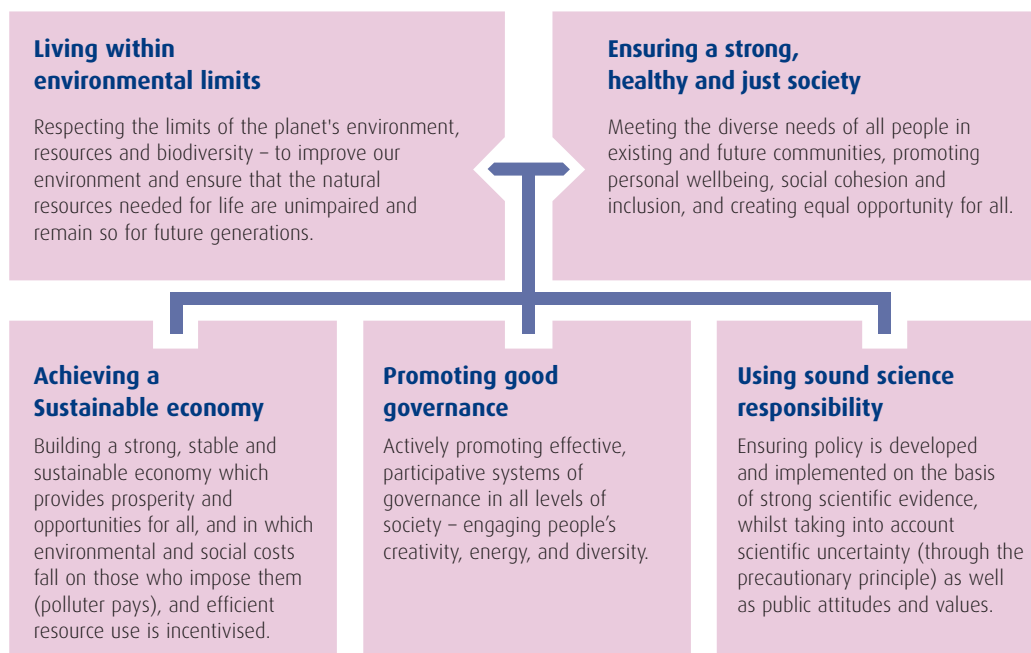 Living within
environmental limits
Respecting the limits of the planet's environment,
resources and biodiversity – to improve our
environment and ensure that the natural
resources needed for life are unimpaired and
remain so for future generations.
Ensuring a strong,
healthy and just society
Meeting the diverse needs of all people in
existing and future communities, promoting
personal wellbeing, social cohesion and
inclusion, and creating equal opportunity for all.
Achieving a
Sustainable economy
Building a strong, stable and
sustainable economy which
provides prosperity and
opportunities for all, and in which
environmental and social costs
fall on those who impose them
(polluter pays), and efficient
resource use is incentivised.
Promoting good
governance
Actively promoting effective,
participative systems of
governance in all levels of
society – engaging people’s
creativity, energy, and diversity.
Using sound science
responsibility
Ensuring policy is developed
and implemented on the basis
of strong scientific evidence,
whilst taking into account
scientific uncertainty (through the
precautionary principle) as well
as public attitudes and values.